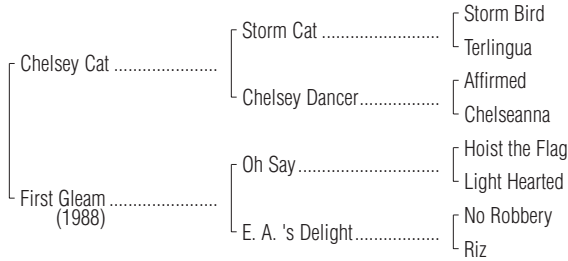 Storm Bird
Storm Cat ........................
Terlingua
Chelsey Cat .....................
Affirmed
Chelsey Dancer................
Chelseanna
Hoist the Flag
Oh Say .............................
Light Hearted
First Gleam ......................
(1988)
No Robbery
E. A. 's Delight.................
Riz